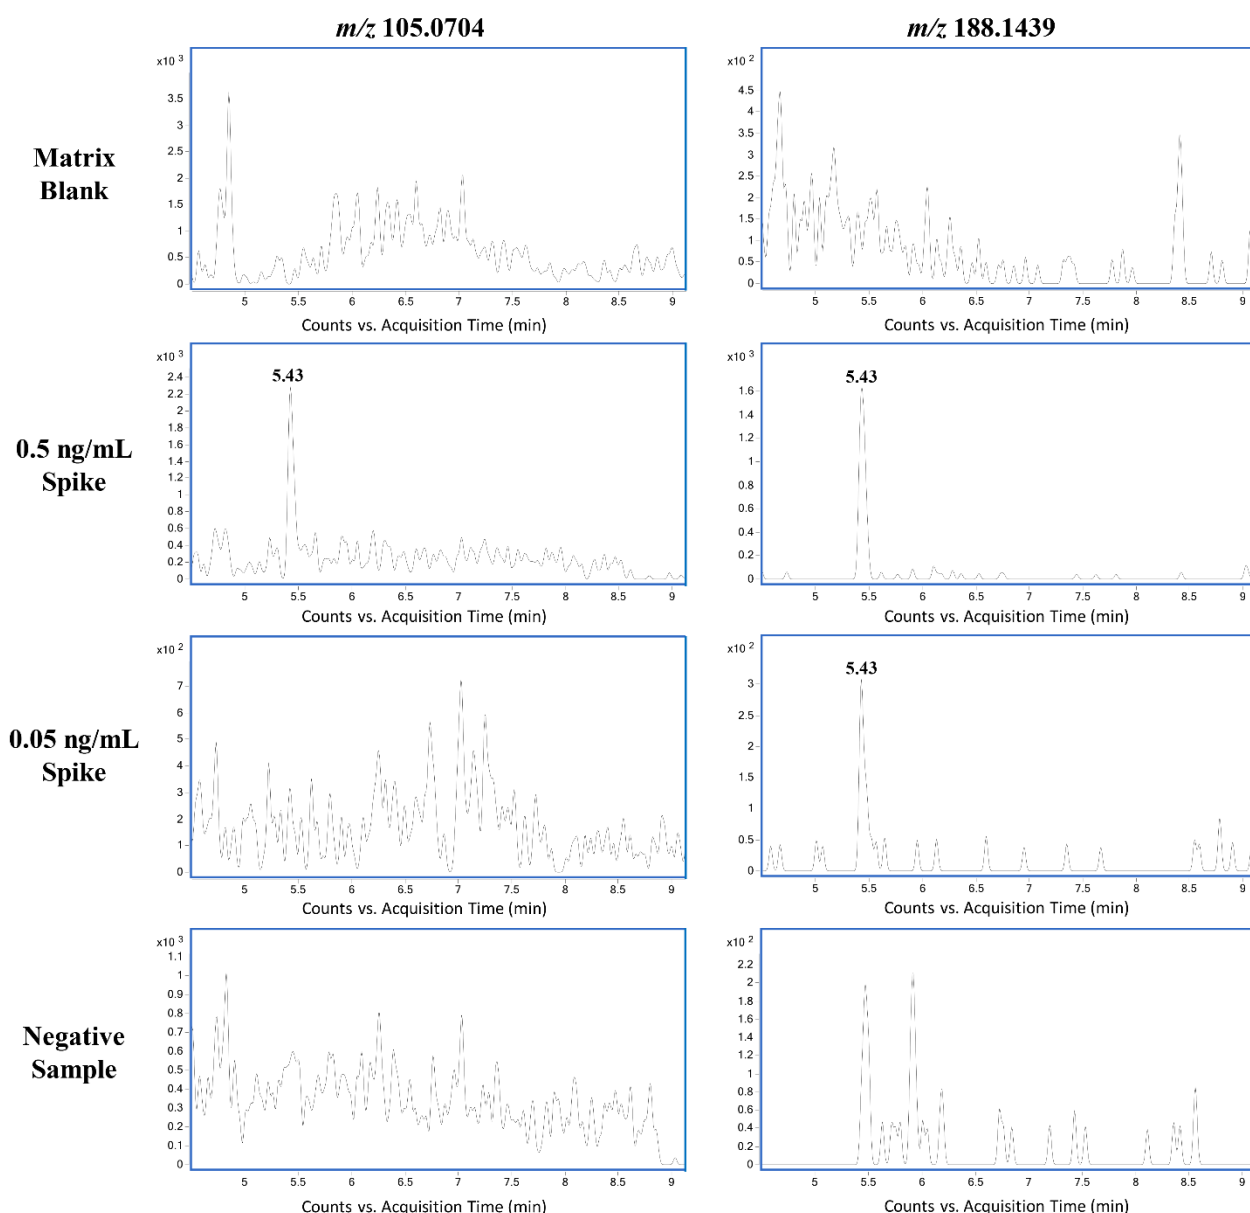 m/z 105.0704
m/z 188.1439
Matrix
Blank
x10 3
3.5
3
2.5
2
1.5
1
0.5
0
5 5.5 6 6.5 7 7.5 8 8.5 9
Counts vs. Acquisition Time (min)
x10 2
4.5
4
3.5
3
2.5
2
1.5
1
0.5
0
5 5.5 6 6.5 7 7.5 8 8.5 9
Counts vs. Acquisition Time (min)
0.5 ng/mL
Spike
x10 3
2.4
2.2
2
1.8
1.6
1.4
1.2
1
0.8
0.6
0.4
0.2
0
5.43
5 5.5 6 6.5 7 7.5 8 8.5 9
Counts vs. Acquisition Time (min)
x10 3
1.6
1.4
1.2
1
0.8
0.6
0.4
0.2
0
5.43
5 5.5 6 6.5 7 7.5 8 8.5 9
Counts vs. Acquisition Time (min)
0.05 ng/mL
Spike
x10 2
7
6
5
4
3
2
1
0
5 5.5 6 6.5 7 7.5 8 8.5 9
Counts vs. Acquisition Time (min)
x10 2
3
2.5
2
1.5
1
0.5
0
5.43
5 5.5 6 6.5 7 7.5 8 8.5 9
Counts vs. Acquisition Time (min)
Negative
Sample
x10 3
1.1
1
0.9
0.8
0.7
0.6
0.5
0.4
0.3
0.2
0.1
0
5 5.5 6 6.5 7 7.5 8 8.5 9
Counts vs. Acquisition Time (min)
x10 2
2.2
2
1.8
1.6
1.4
1.2
1
0.8
0.6
0.4
0.2
0
5 5.5 6 6.5 7 7.5 8 8.5 9
Counts vs. Acquisition Time (min)